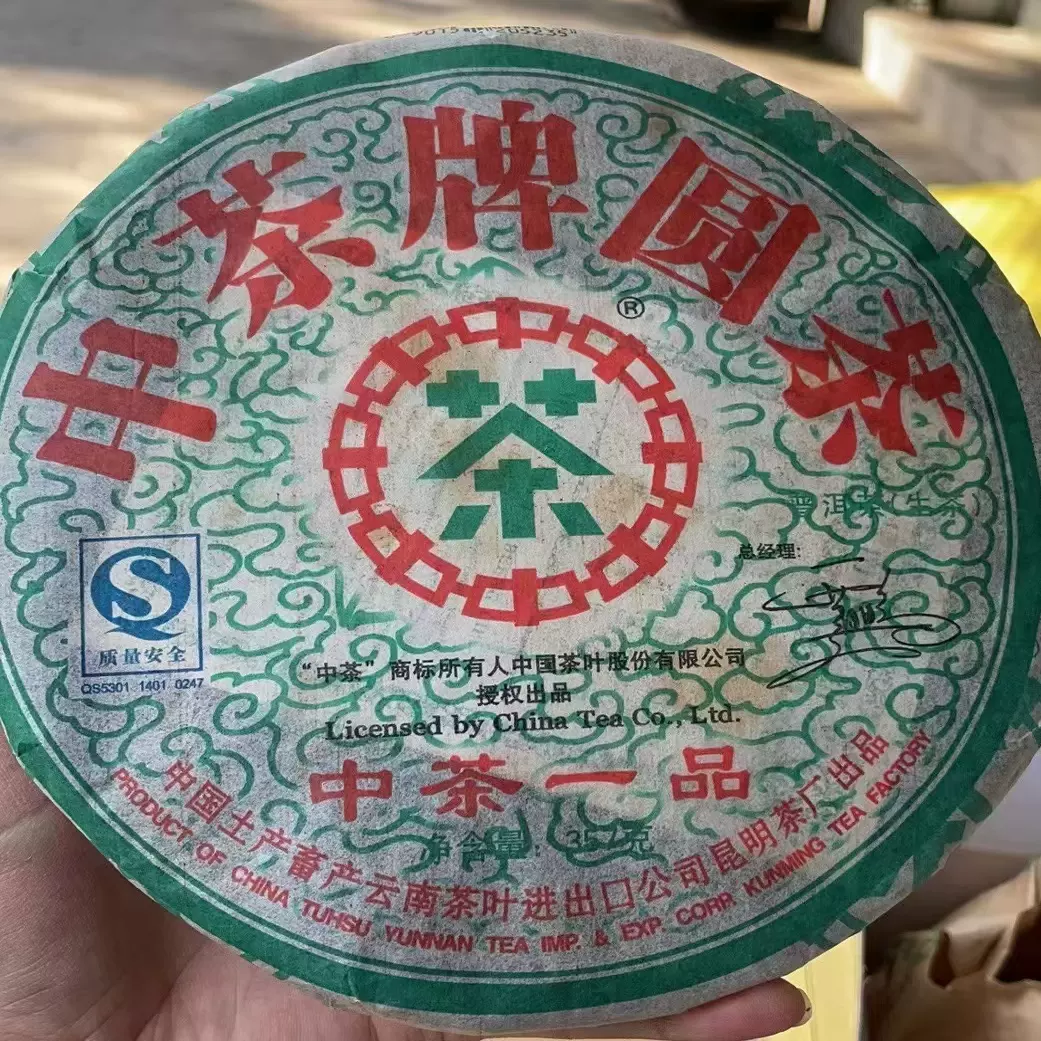 中茶牌圆茶
®
茶
普洱茶(生茶)
总经理:
质量安全
QS5301 1401 0247
“中茶”商标所有人中国茶叶股份有限公司
授权出品
Licensed by China Tea Co., Ltd.
中茶一品
净含量:357克
中国土产畜产云南茶叶进出口公司昆明茶厂出品
PRODUCT OF CHINA TUHSU YUNNAN TEA IMP. & EXP. CORP. KUNMING TEA FACTORY